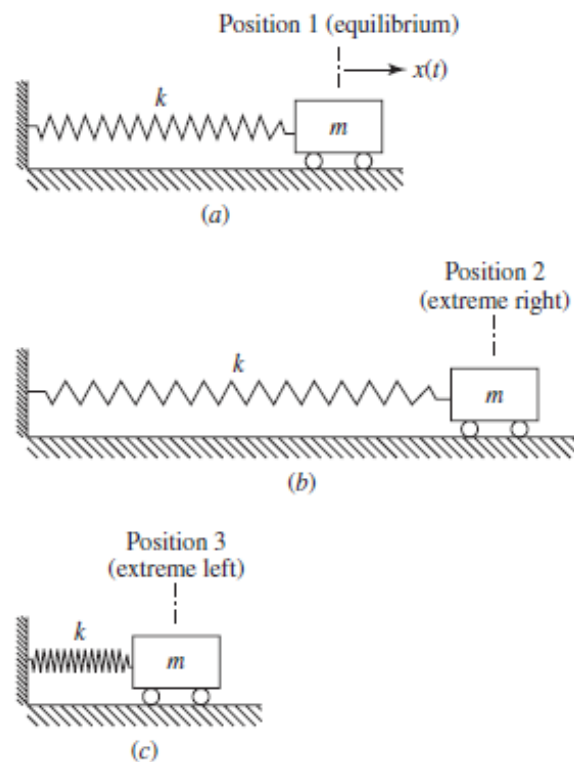 Position 1 (equilibrium)
x(t)
k
m
(a)
Position 2
(extreme right)
k
m
(b)
Position 3
(extreme left)
k
m
(c)